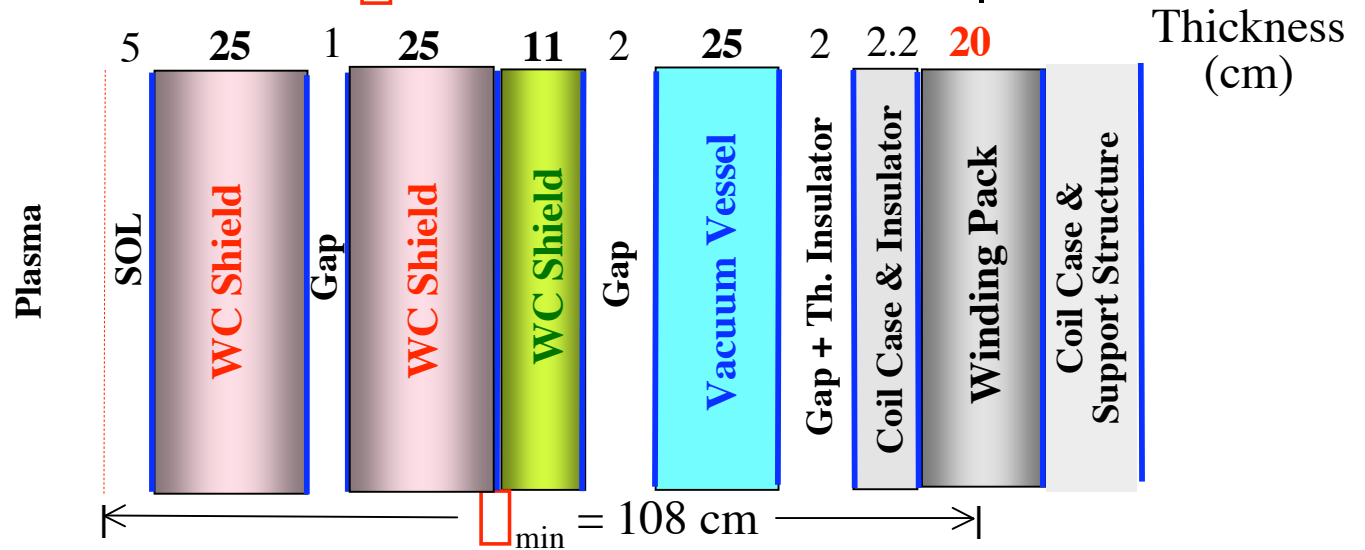 5 25 1 25 11 2 25 2 2.2 20
Thickness
(cm)
Plasma
SOL
WC Shield
Gap
WC Shield
WC Shield
Gap
Vacuum Vessel
Gap + Th. Insulator
Coil Case & Insulator
Winding Pack
Coil Case &
Support Structure
min = 108 cm